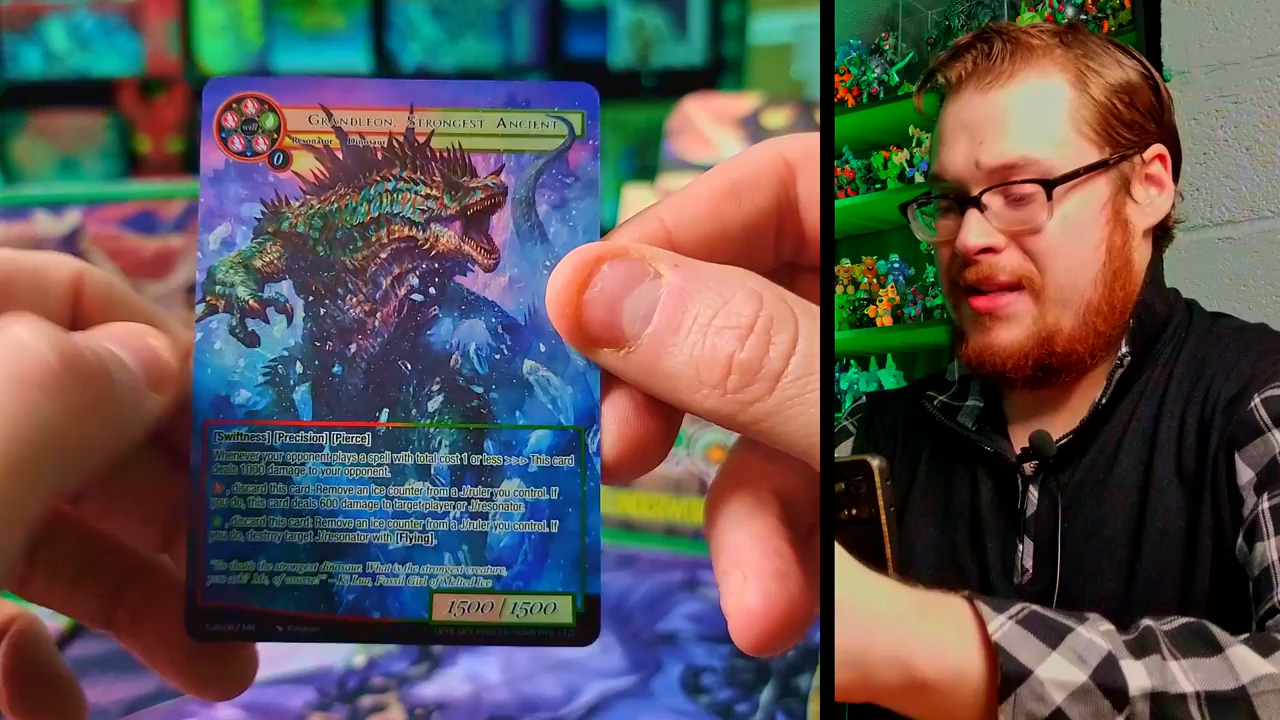 will
GRANDLEON, STRONGEST ANCIENT
Resonator Dinosaur
0
[Swiftness] [Precision] [Pierce]
Whenever your opponent plays a spell with total cost 1 or less >>> This card
deals 1000 damage to your opponent.
, discard this card: Remove an Ice counter from a J/ruler you control. If
you do, this card deals 600 damage to target player or J/resonator.
, discard this card: Remove an Ice counter from a J/ruler you control. If
you do, destroy target J/resonator with [Flying].
"So that's the strongest dinosaur. What is the strongest creature,
you ask? Me, of course!" – Ki Lua, Fossil Girl of Melted Ice
1500 / 1500